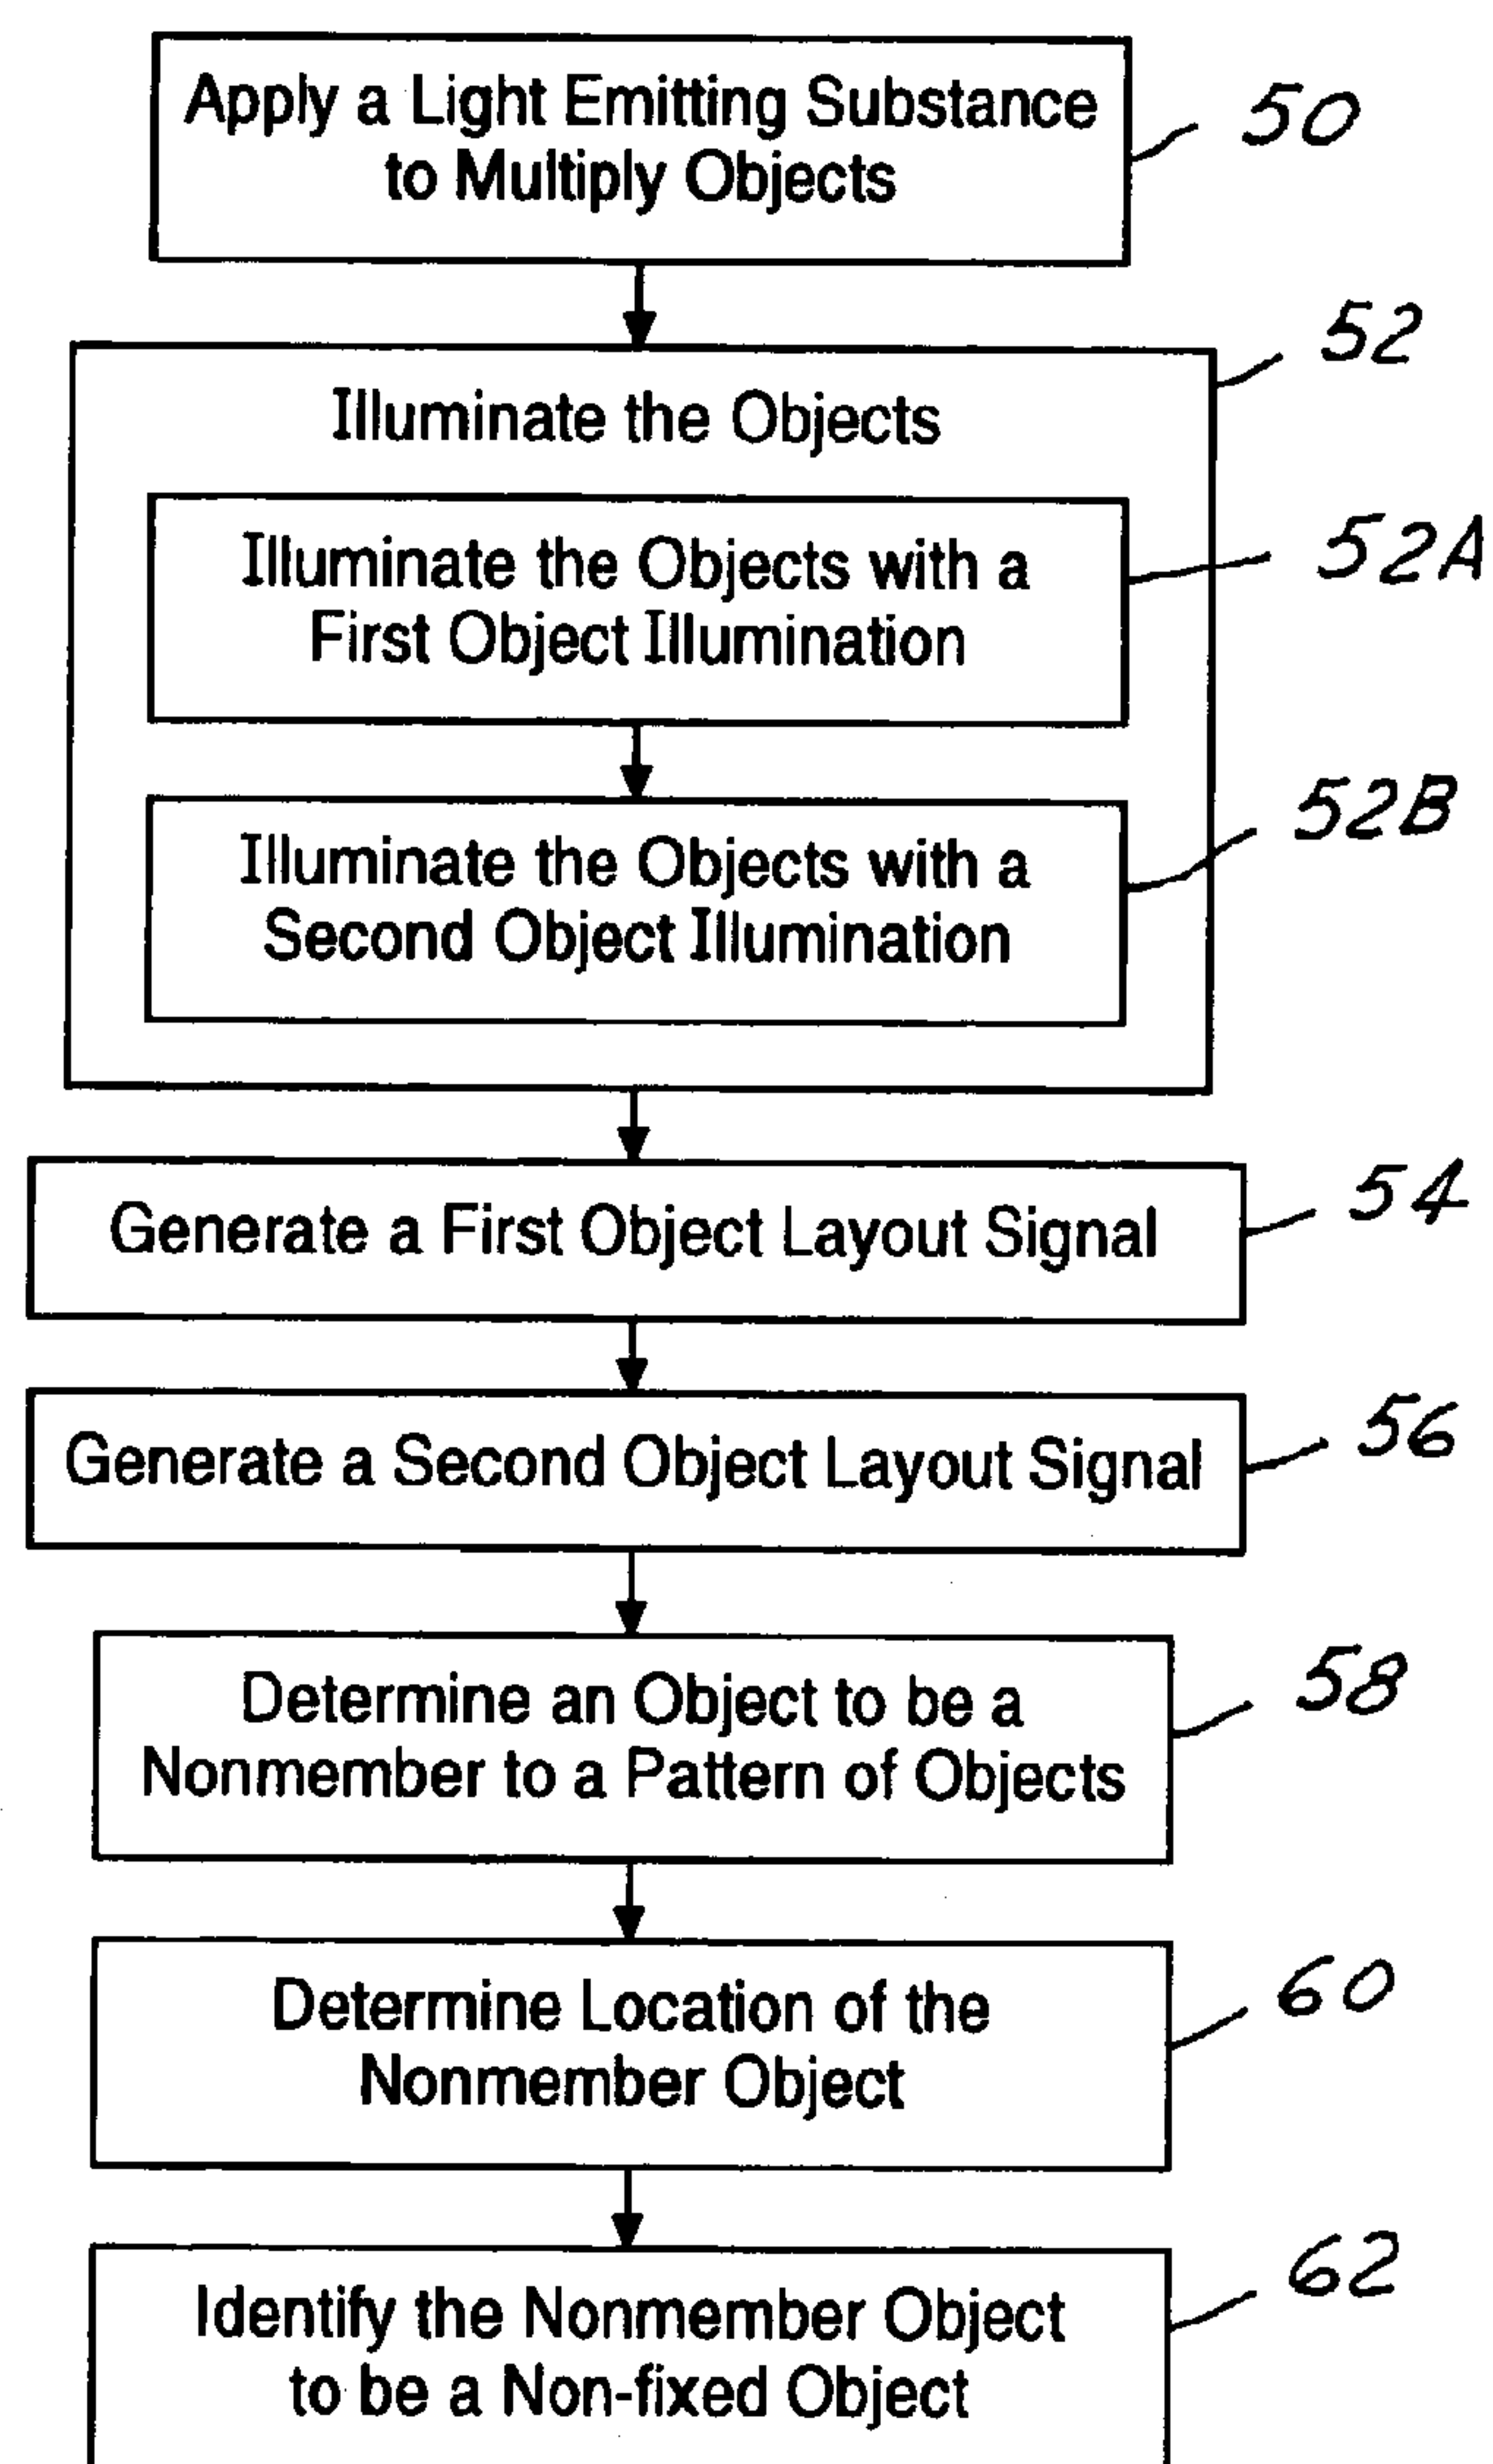 Apply a Light Emitting Substance
to Multiply Objects
50
52
Illuminate the Objects
Illuminate the Objects with a
First Object Illumination
52A
Illuminate the Objects with a
Second Object Illumination
52B
Generate a First Object Layout Signal
54
Generate a Second Object Layout Signal
56
Determine an Object to be a
Nonmember to a Pattern of Objects
58
Determine Location of the
Nonmember Object
60
Identify the Nonmember Object
to be a Non-fixed Object
62